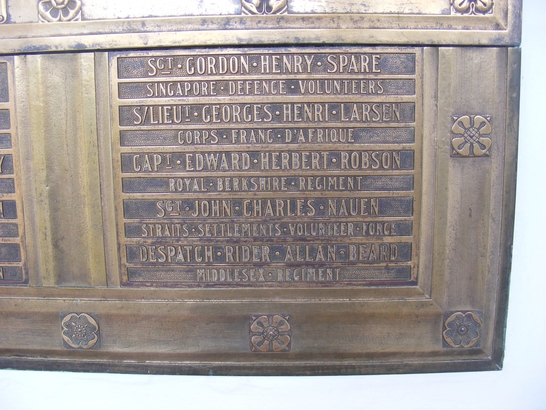 SGT·GORDON·HENRY·SPARE
SINGAPORE·DEFENCE·VOLUNTEERS
S/LIEUT·GEORGES·HENRI·LARSEN
CORPS·FRANC·D'AFRIQUE
CAPT·EDWARD·HERBERT·ROBSON
ROYAL·BERKSHIRE·REGIMENT
SGT·JOHN·CHARLES·NAUEN
STRAITS·SETTLEMENTS·VOLUNTEER·FORCE
DESPATCH·RIDER·ALLAN·BEARD
MIDDLESEX·REGIMENT